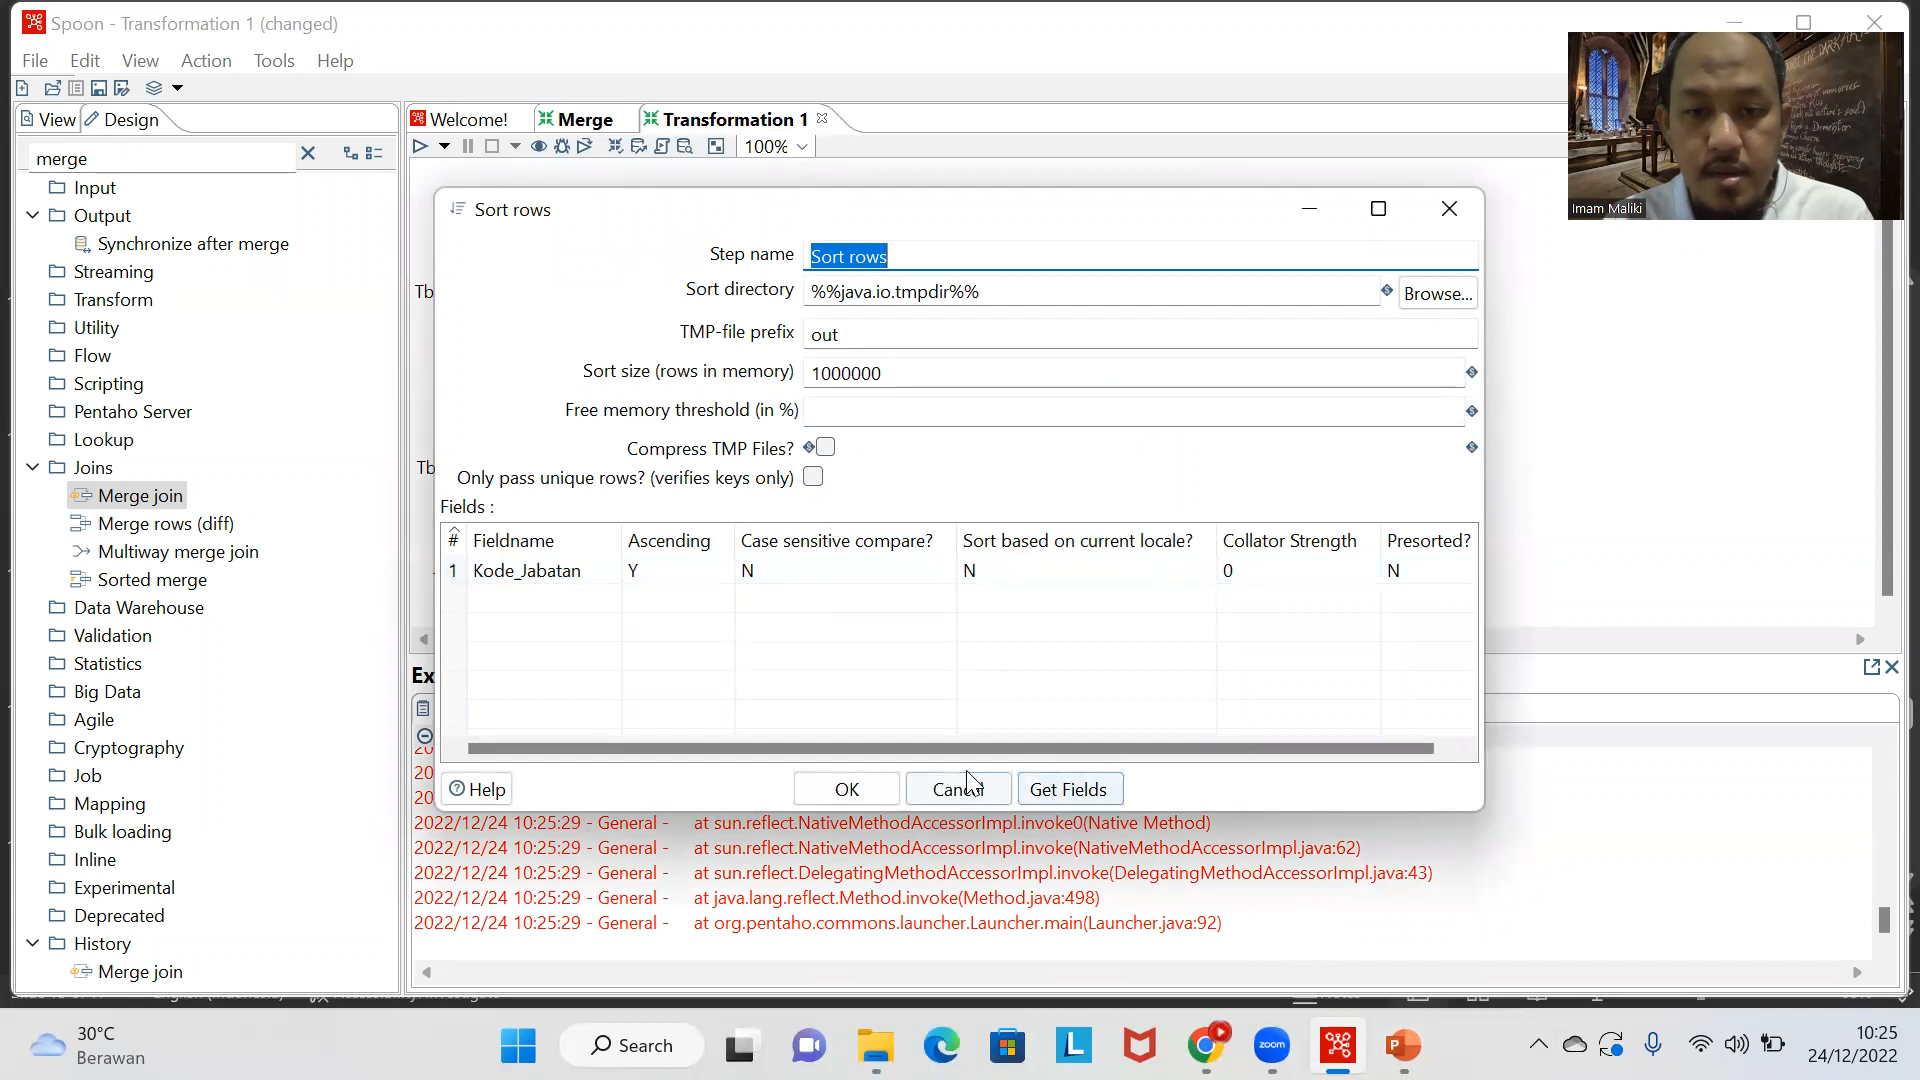 Spoon - Transformation 1 (changed)
File Edit View Action Tools Help
View Design
Welcome! Merge Transformation 1
100%
merge
Input
Output
Synchronize after merge
Streaming
Transform
Utility
Flow
Scripting
Pentaho Server
Lookup
Joins
Merge join
Merge rows (diff)
Multiway merge join
Sorted merge
Data Warehouse
Validation
Statistics
Big Data
Agile
Cryptography
Job
Mapping
Bulk loading
Inline
Experimental
Deprecated
History
Merge join
Tb
Tb
Ex
Sort rows
Step name Sort rows
Sort directory %%java.io.tmpdir%% Browse...
TMP-file prefix out
Sort size (rows in memory) 1000000
Free memory threshold (in %)
Compress TMP Files?
Only pass unique rows? (verifies keys only)
Fields :
# Fieldname Ascending Case sensitive compare? Sort based on current locale? Collator Strength Presorted?
1 Kode_Jabatan Y N N 0 N
Help OK Cancel Get Fields
20
20
20
2022/12/24 10:25:29 - General - at sun.reflect.NativeMethodAccessorImpl.invoke0(Native Method)
2022/12/24 10:25:29 - General - at sun.reflect.NativeMethodAccessorImpl.invoke(NativeMethodAccessorImpl.java:62)
2022/12/24 10:25:29 - General - at sun.reflect.DelegatingMethodAccessorImpl.invoke(DelegatingMethodAccessorImpl.java:43)
2022/12/24 10:25:29 - General - at java.lang.reflect.Method.invoke(Method.java:498)
2022/12/24 10:25:29 - General - at org.pentaho.commons.launcher.Launcher.main(Launcher.java:92)
Imam Maliki
30°C
Berawan
Search
zoom
10:25
24/12/2022